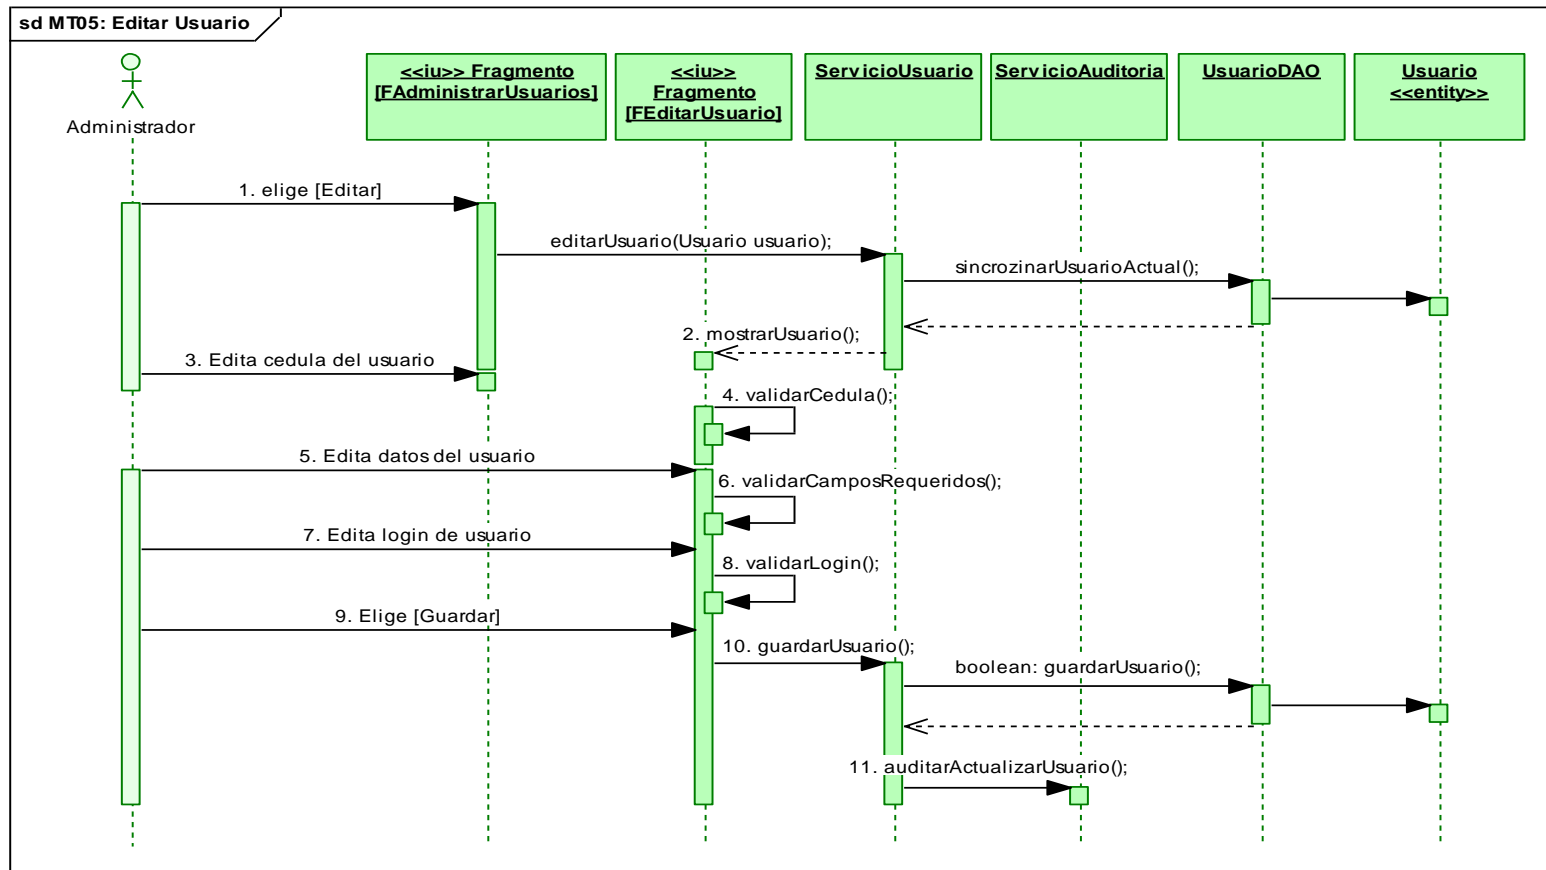 sd MT05: Editar Usuario
Administrador
<<iu>> Fragmento
[FAdministrarUsuarios]
<<iu>>
Fragmento
[FEditarUsuario]
ServicioUsuario
ServicioAuditoria
UsuarioDAO
Usuario
<<entity>>
1. elige [Editar]
editarUsuario(Usuario usuario);
sincrozinarUsuarioActual();
2. mostrarUsuario();
3. Edita cedula del usuario
4. validarCedula();
5. Edita datos del usuario
6. validarCamposRequeridos();
7. Edita login de usuario
8. validarLogin();
9. Elige [Guardar]
10. guardarUsuario();
boolean: guardarUsuario();
11. auditarActualizarUsuario();